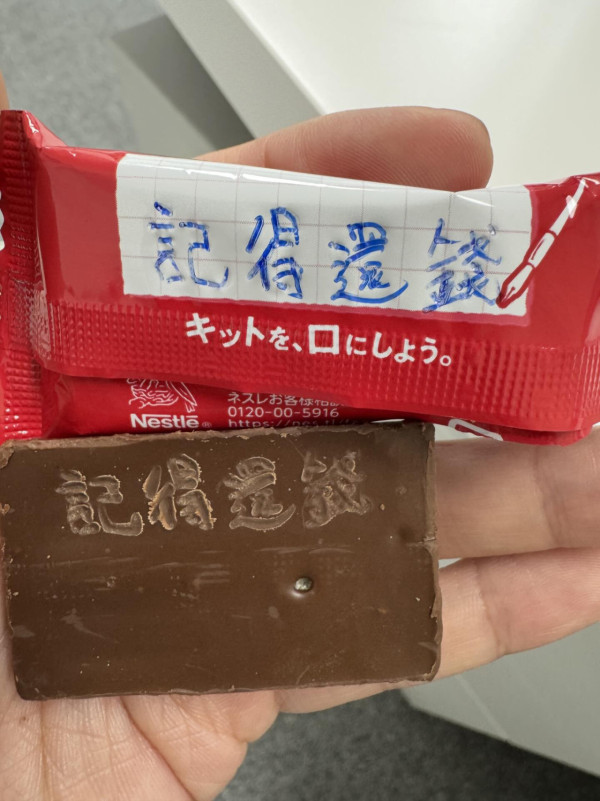 記得還錢
キットを、口にしよう。
Nestlé®
ネスレお客様相談
0120-00-5916
記得還錢